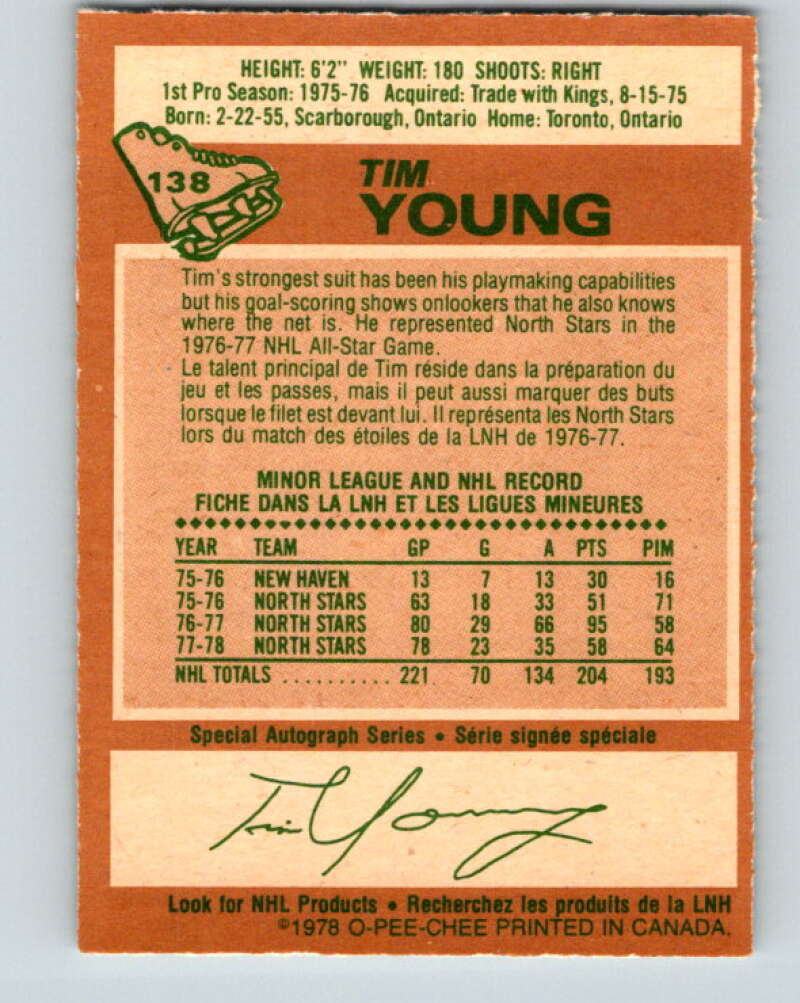 HEIGHT: 6'2" WEIGHT: 180 SHOOTS: RIGHT
1st Pro Season: 1975-76 Acquired: Trade with Kings, 8-15-75
Born: 2-22-55, Scarborough, Ontario Home: Toronto, Ontario
138
TIM
YOUNG
Tim's strongest suit has been his playmaking capabilities
but his goal-scoring shows onlookers that he also knows
where the net is. He represented North Stars in the
1976-77 NHL All-Star Game.
Le talent principal de Tim réside dans la préparation du
jeu et les passes, mais il peut aussi marquer des buts
lorsque le filet est devant lui. Il représenta les North Stars
lors du match des étoiles de la LNH de 1976-77.
MINOR LEAGUE AND NHL RECORD
FICHE DANS LA LNH ET LES LIGUES MINEURES
YEAR TEAM GP G A PTS PIM
75-76 NEW HAVEN 13 7 13 30 16
75-76 NORTH STARS 63 18 33 51 71
76-77 NORTH STARS 80 29 66 95 58
77-78 NORTH STARS 78 23 35 58 64
NHL TOTALS .......... 221 70 134 204 193
Special Autograph Series • Série signée spéciale
Tim Young
Look for NHL Products • Recherchez les produits de la LNH
©1978 O-PEE-CHEE PRINTED IN CANADA.